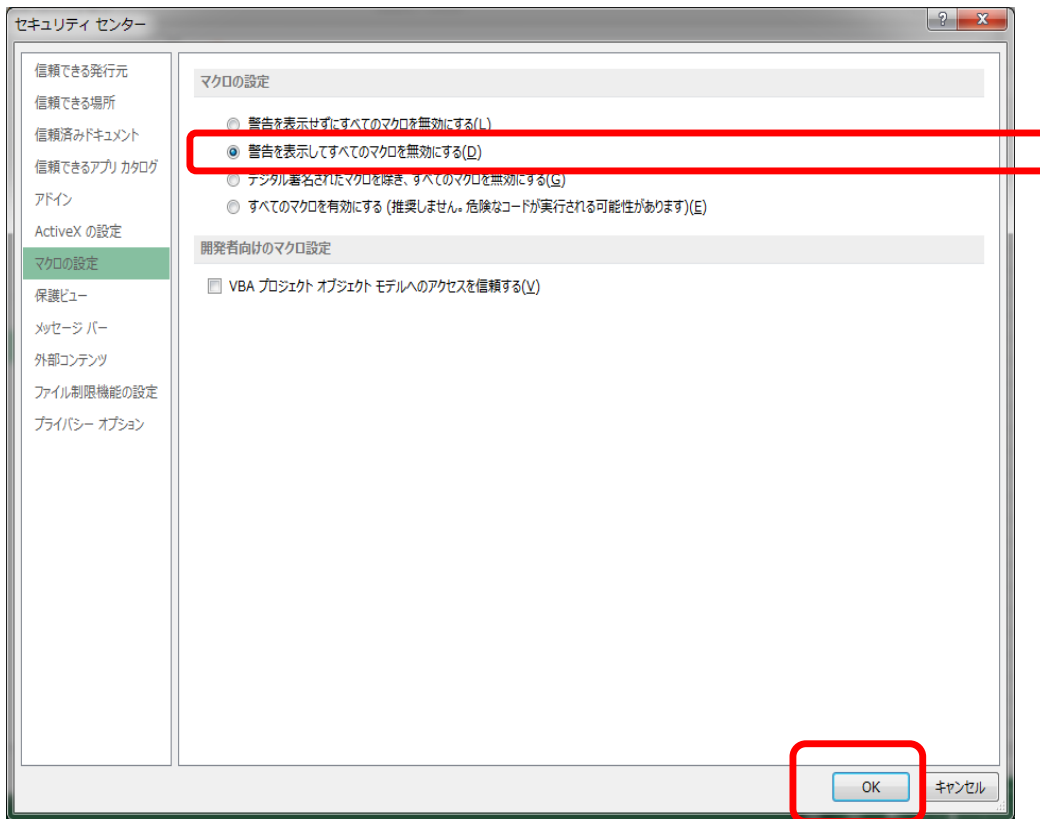 セキュリティ センター
信頼できる発行元
信頼できる場所
信頼済みドキュメント
信頼できるアプリ カタログ
アドイン
ActiveX の設定
マクロの設定
保護ビュー
メッセージ バー
外部コンテンツ
ファイル制限機能の設定
プライバシー オプション
マクロの設定
警告を表示せずにすべてのマクロを無効にする(L)
警告を表示してすべてのマクロを無効にする(D)
デジタル署名されたマクロを除き、すべてのマクロを無効にする(G)
すべてのマクロを有効にする (推奨しません。危険なコードが実行される可能性があります)(E)
開発者向けのマクロ設定
VBA プロジェクト オブジェクト モデルへのアクセスを信頼する(V)
OK
キャンセル